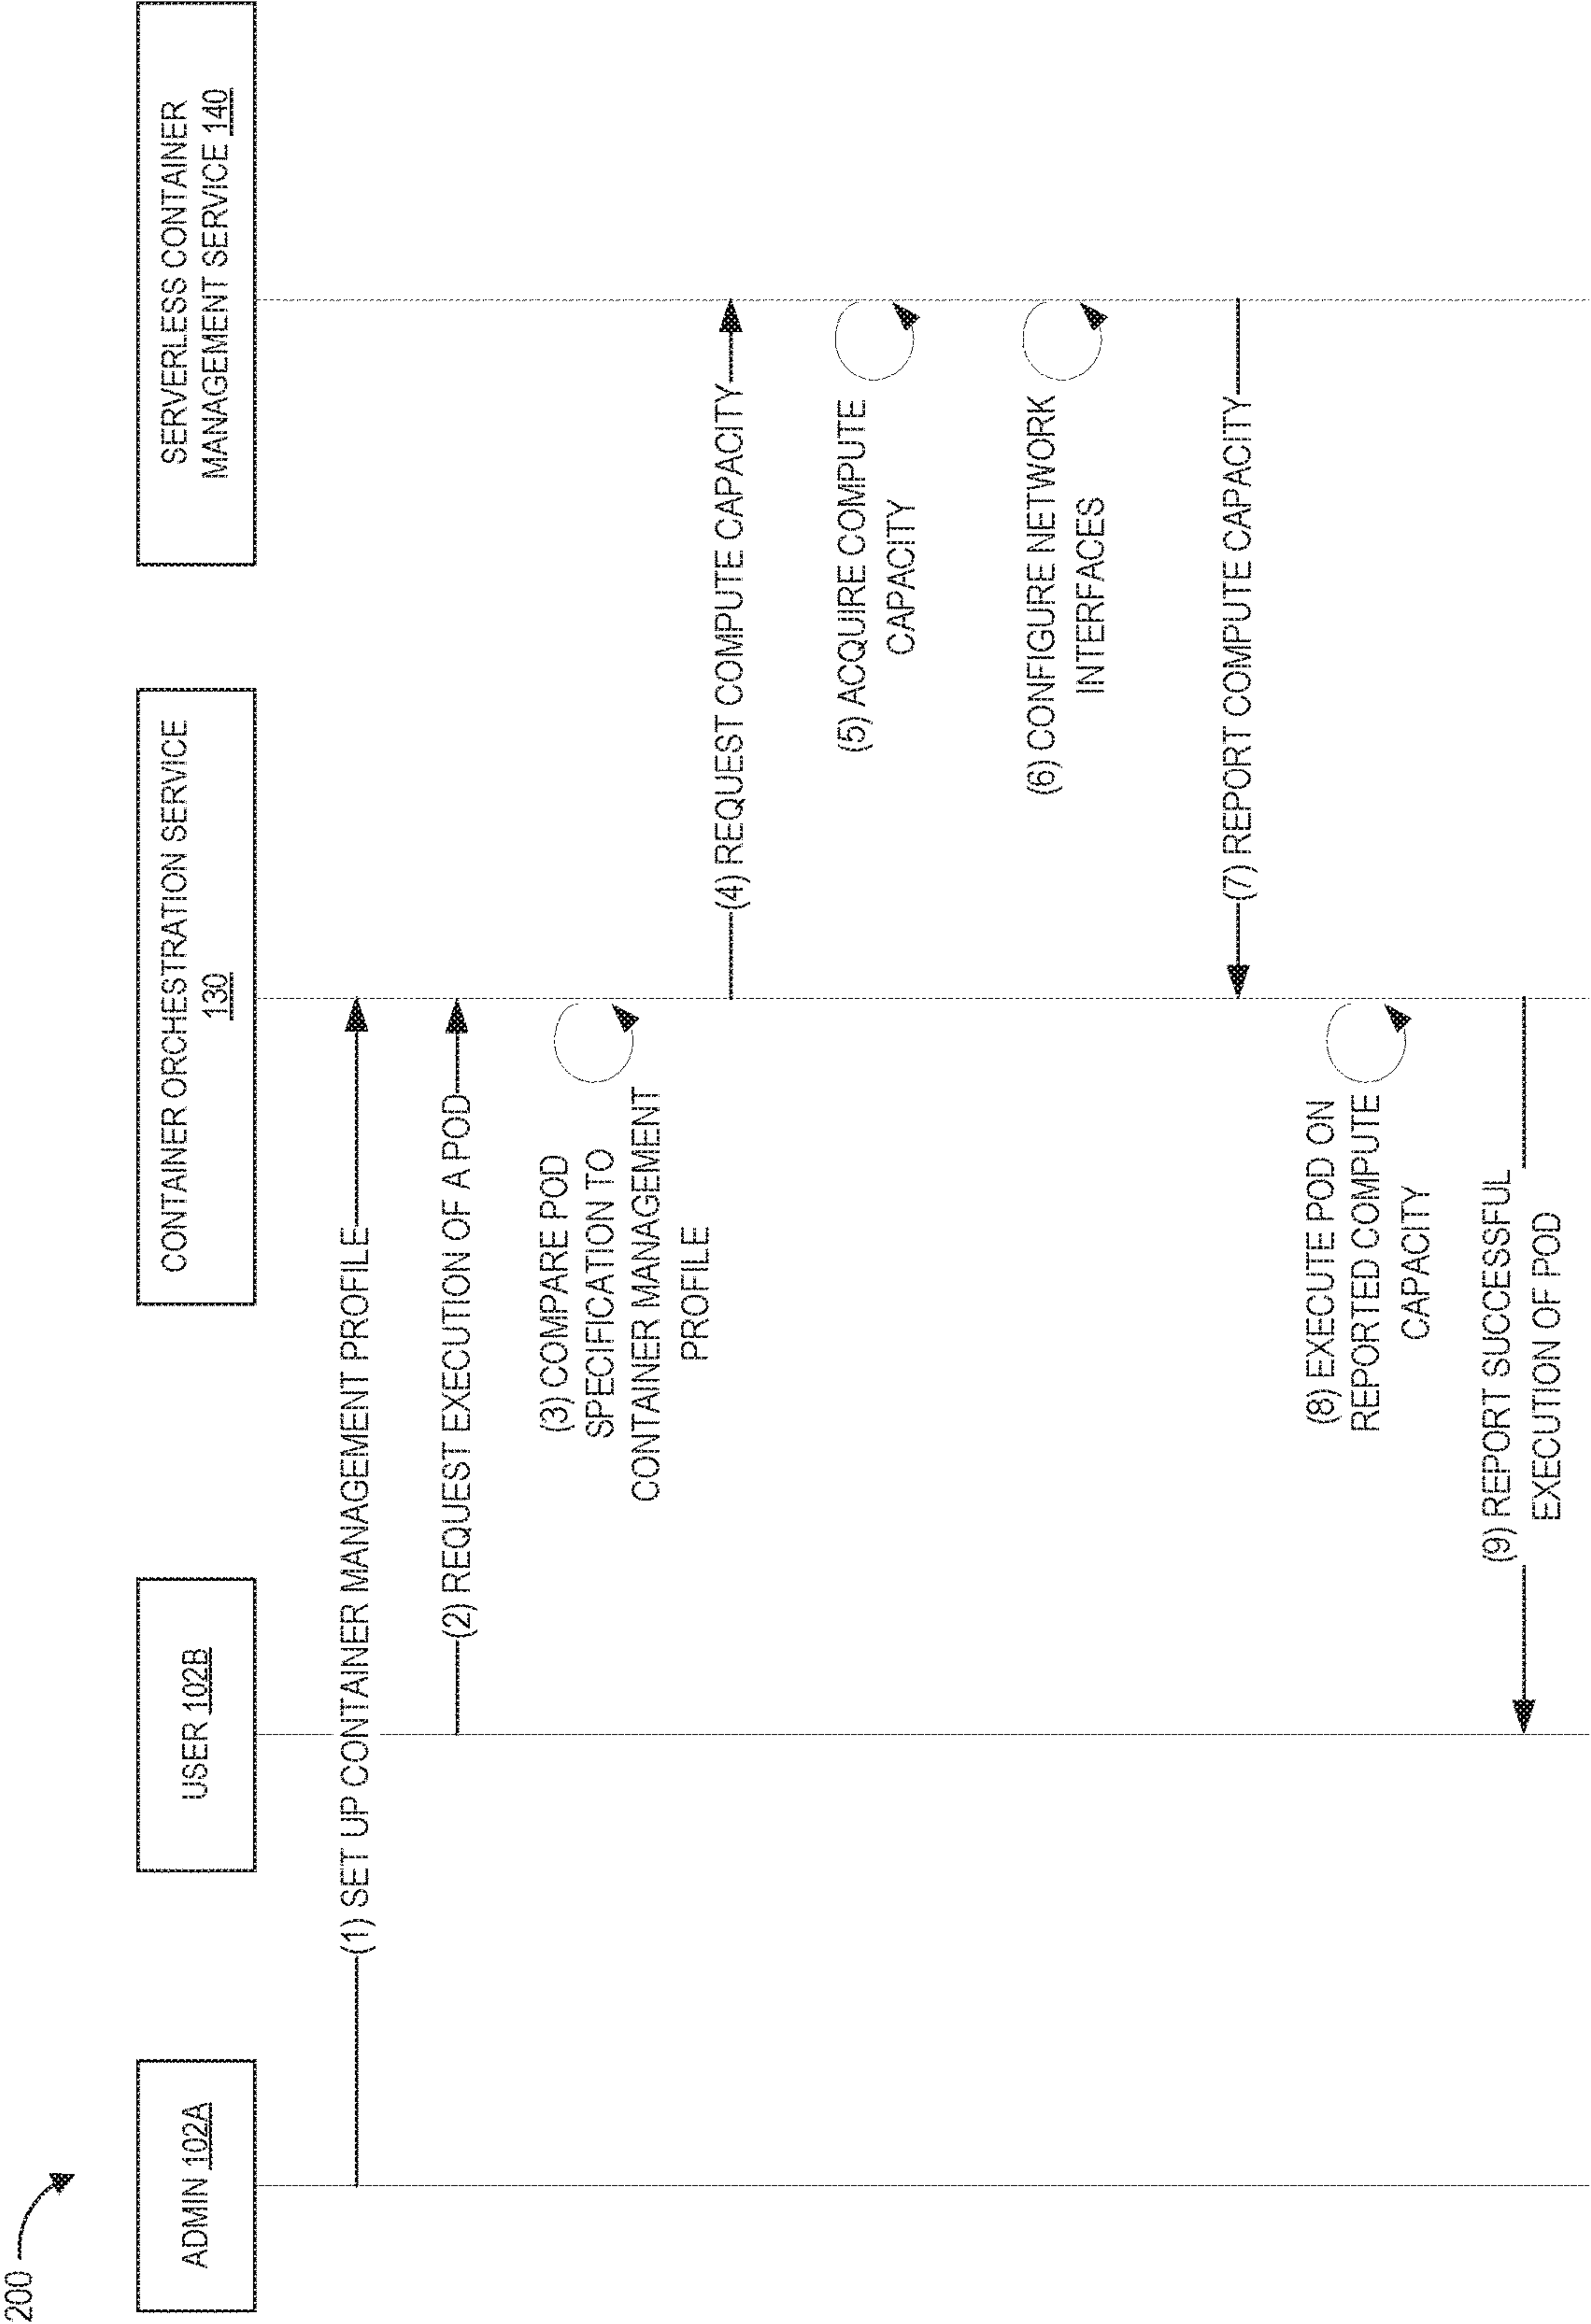 200
ADMIN 102A
USER 102B
CONTAINER ORCHESTRATION SERVICE
130
SERVERLESS CONTAINER
MANAGEMENT SERVICE 140
(1) SET UP CONTAINER MANAGEMENT PROFILE
(2) REQUEST EXECUTION OF A POD
(3) COMPARE POD
SPECIFICATION TO
CONTAINER MANAGEMENT
PROFILE
(4) REQUEST COMPUTE CAPACITY
(5) ACQUIRE COMPUTE
CAPACITY
(6) CONFIGURE NETWORK
INTERFACES
(7) REPORT COMPUTE CAPACITY
(8) EXECUTE POD ON
REPORTED COMPUTE
CAPACITY
(9) REPORT SUCCESSFUL
EXECUTION OF POD